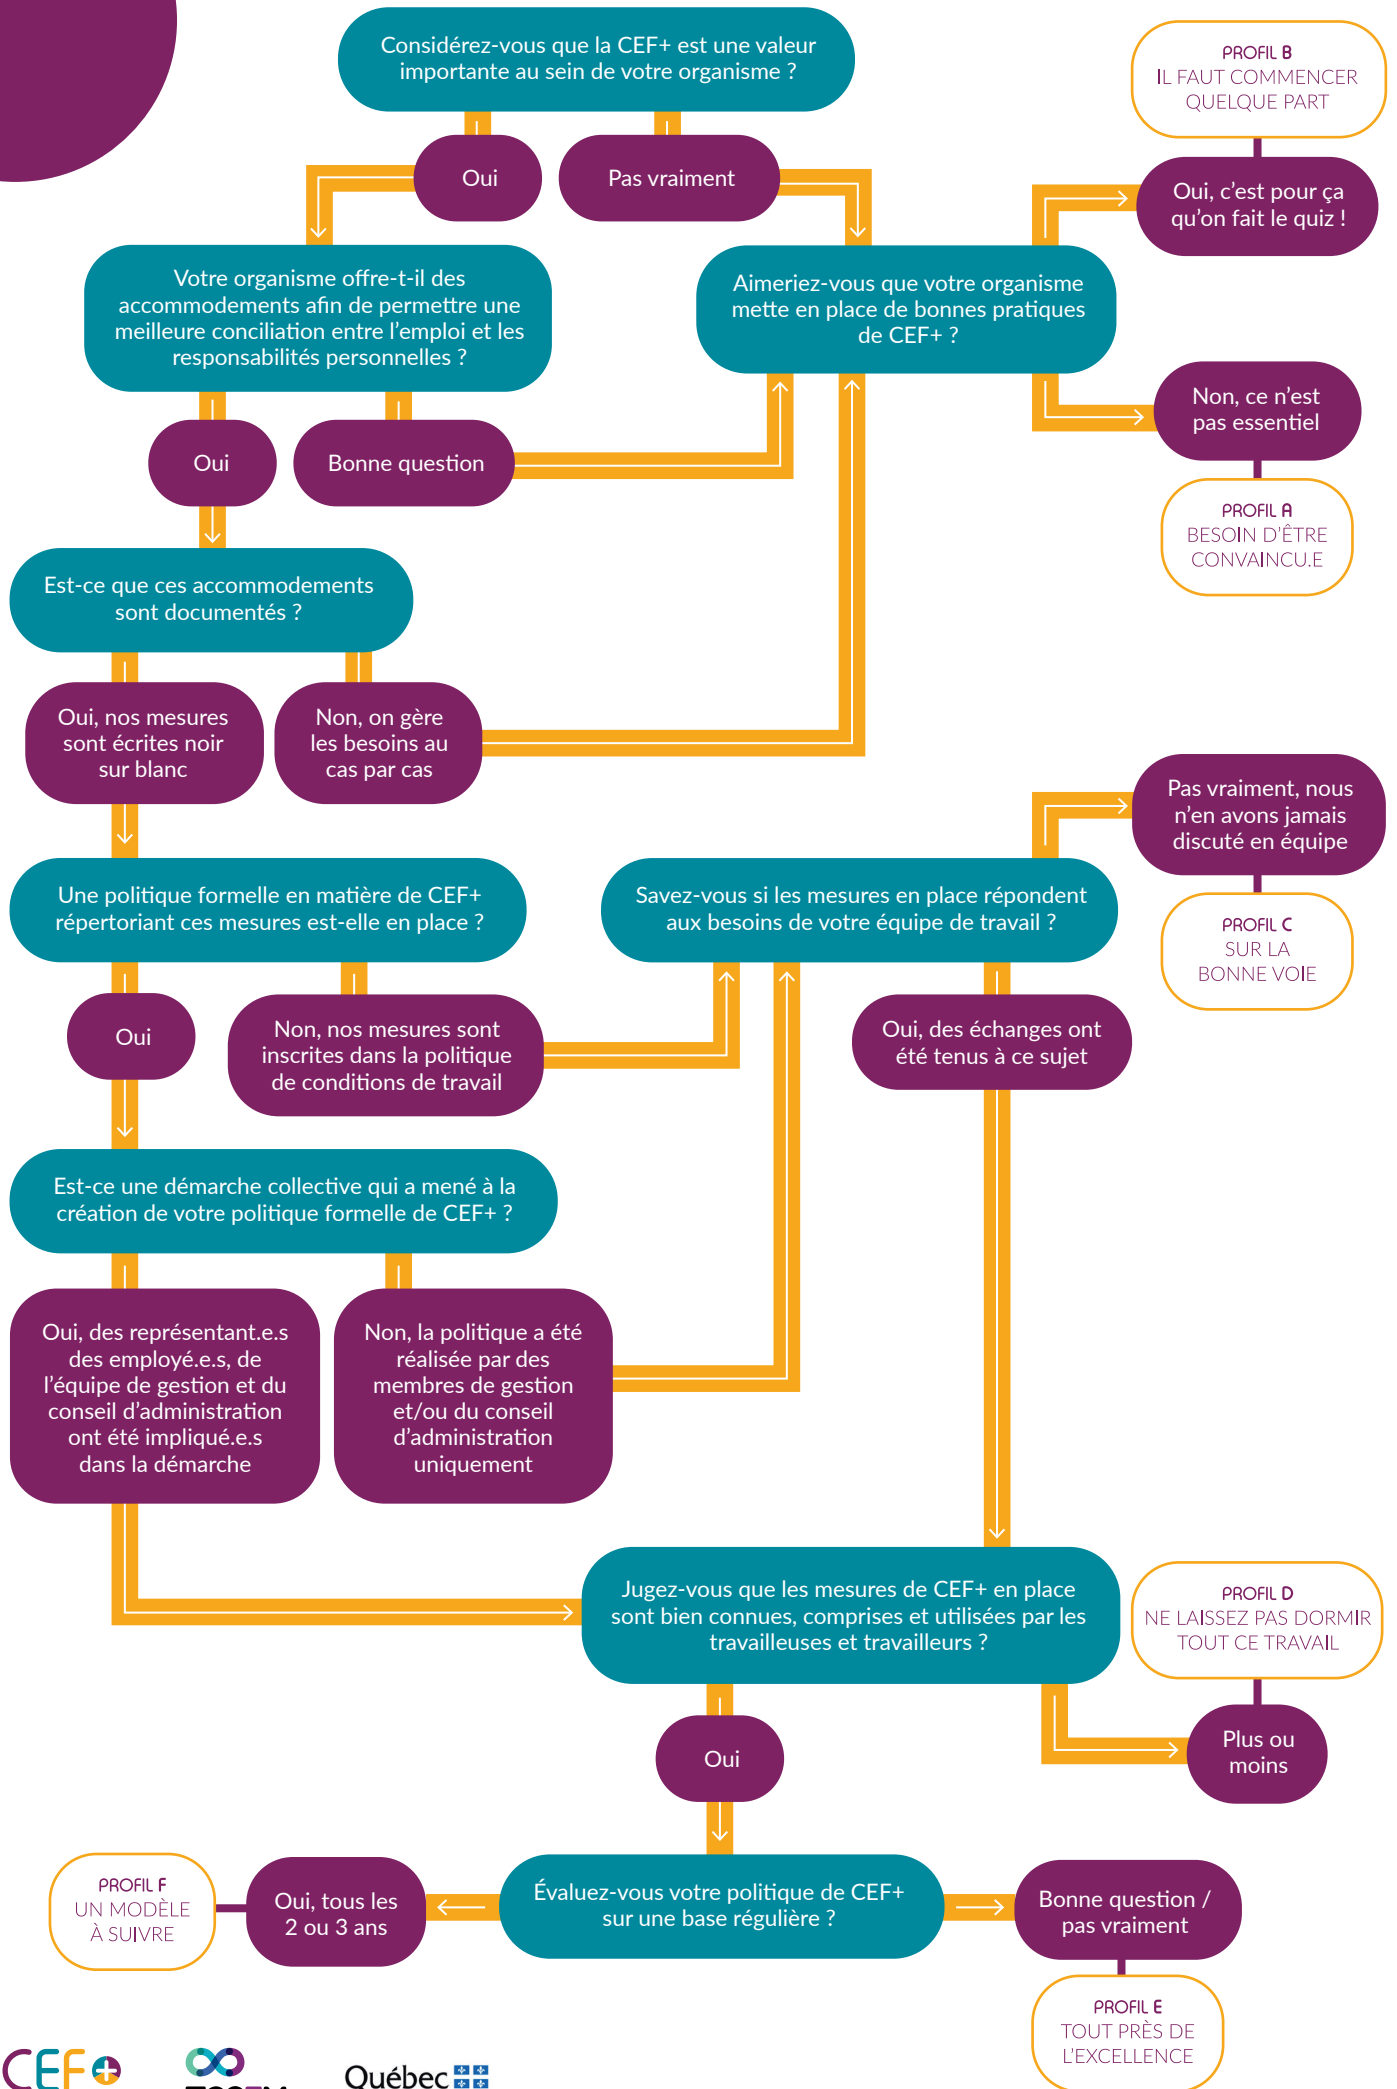 Considérez-vous que la CEF+ est une valeur
importante au sein de votre organisme ?
PROFIL B
IL FAUT COMMENCER
QUELQUE PART
Oui
Pas vraiment
Oui, c'est pour ça
qu'on fait le quiz !
Votre organisme offre-t-il des
accommodements afin de permettre une
meilleure conciliation entre l'emploi et les
responsabilités personnelles ?
Aimeriez-vous que votre organisme
mette en place de bonnes pratiques
de CEF+ ?
Non, ce n'est
pas essentiel
Oui
Bonne question
PROFIL A
BESOIN D'ÊTRE
CONVAINCU.E
Est-ce que ces accommodements
sont documentés ?
Oui, nos mesures
sont écrites noir
sur blanc
Non, on gère
les besoins au
cas par cas
Pas vraiment, nous
n'en avons jamais
discuté en équipe
Une politique formelle en matière de CEF+
répertoriant ces mesures est-elle en place ?
Savez-vous si les mesures en place répondent
aux besoins de votre équipe de travail ?
PROFIL C
SUR LA
BONNE VOIE
Oui
Non, nos mesures sont
inscrites dans la politique
de conditions de travail
Oui, des échanges ont
été tenus à ce sujet
Est-ce une démarche collective qui a mené à la
création de votre politique formelle de CEF+ ?
Oui, des représentant.e.s
des employé.e.s, de
l'équipe de gestion et du
conseil d'administration
ont été impliqué.e.s
dans la démarche
Non, la politique a été
réalisée par des
membres de gestion
et/ou du conseil
d'administration
uniquement
Jugez-vous que les mesures de CEF+ en place
sont bien connues, comprises et utilisées par les
travailleuses et travailleurs ?
PROFIL D
NE LAISSEZ PAS DORMIR
TOUT CE TRAVAIL
Oui
Plus ou
moins
PROFIL F
UN MODÈLE
À SUIVRE
Oui, tous les
2 ou 3 ans
Évaluez-vous votre politique de CEF+
sur une base régulière ?
Bonne question /
pas vraiment
PROFIL E
TOUT PRÈS DE
L'EXCELLENCE
CEF+
Québec